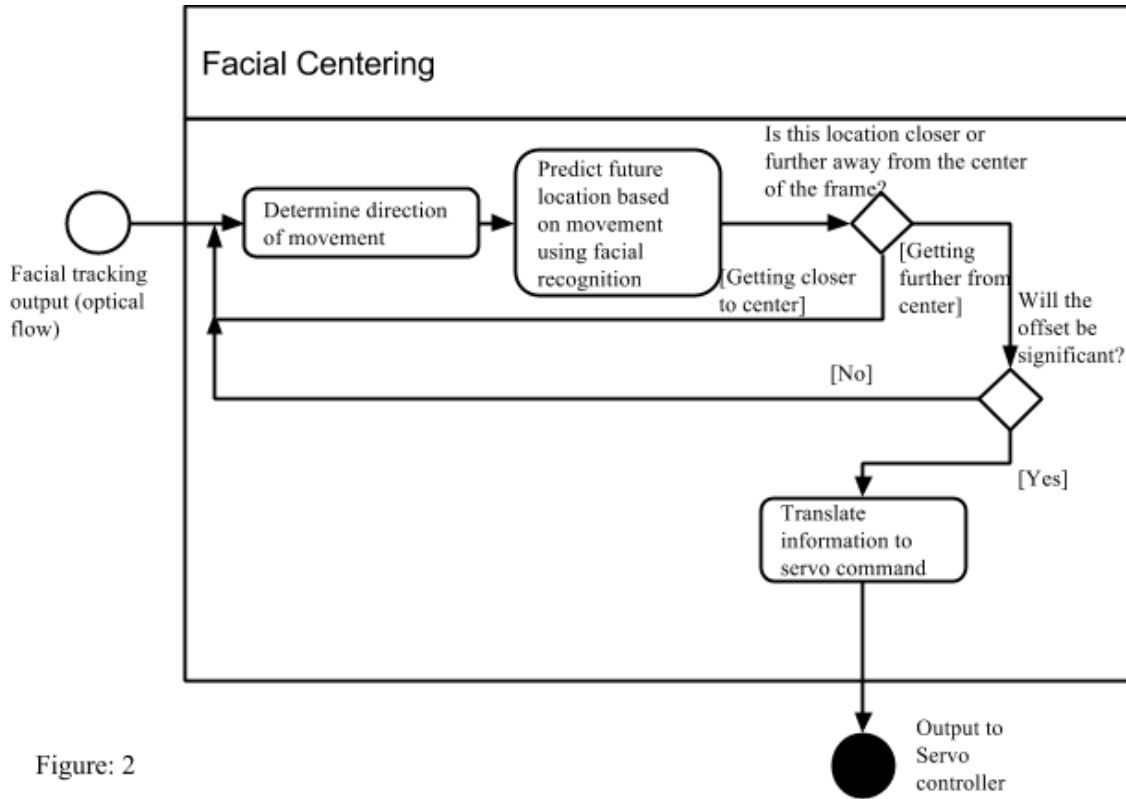 Facial Centering
Is this location closer or
further away from the center
of the frame?
Predict future
location based
on movement
using facial
recognition
Determine direction
of movement
Facial tracking
output (optical
flow)
[Getting closer
to center]
[Getting
further from
center]
Will the
offset be
significant?
[No]
[Yes]
Translate
information to
servo command
Output to
Servo
controller
Figure: 2